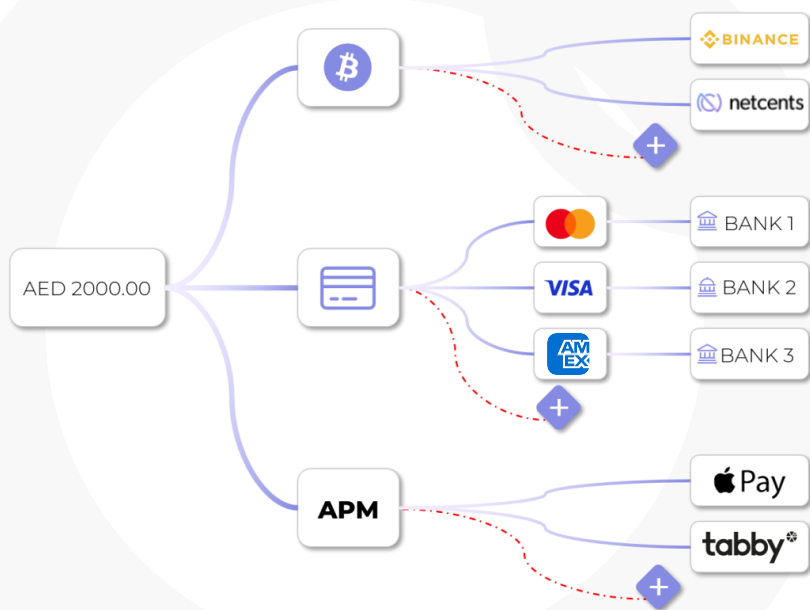 BINANCE
netcents
BANK 1
AED 2000.00
VISA
BANK 2
AM
EX
BANK 3
APM
Pay
tabby